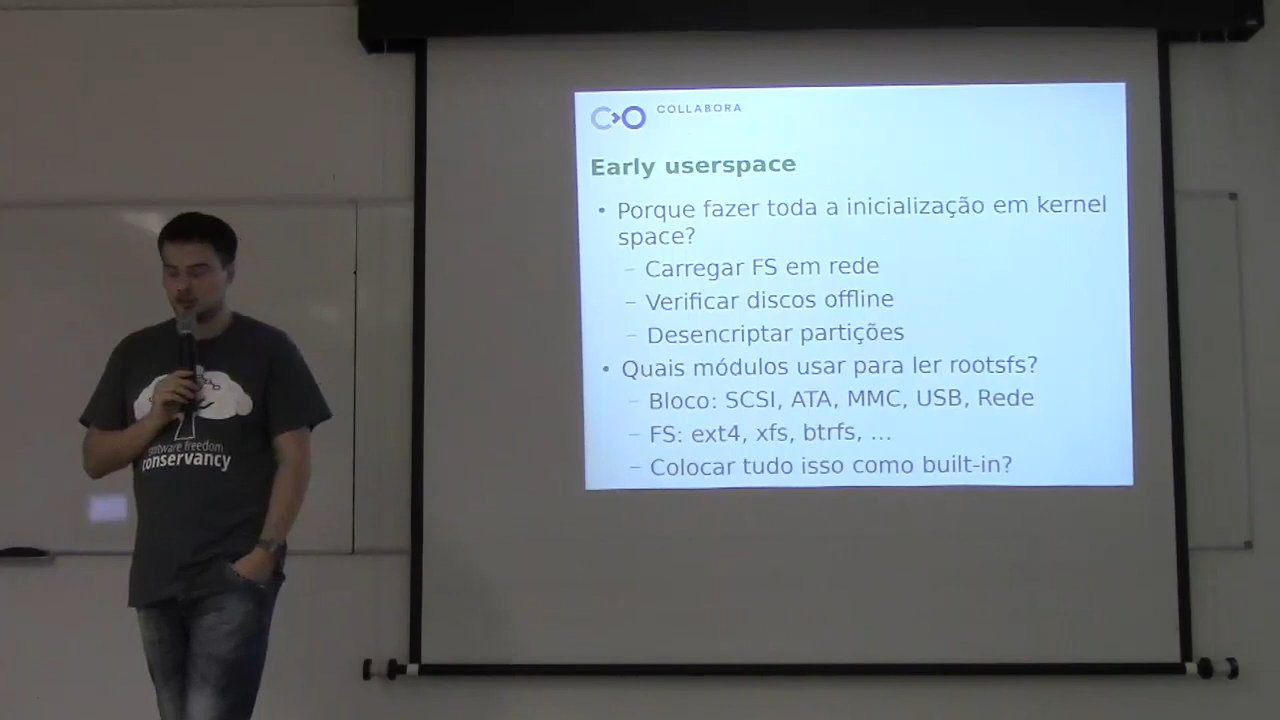 COLLABORA
Early userspace
• Porque fazer toda a inicialização em kernel
space?
– Carregar FS em rede
– Verificar discos offline
– Desencriptar partições
• Quais módulos usar para ler rootsfs?
– Bloco: SCSI, ATA, MMC, USB, Rede
– FS: ext4, xfs, btrfs, ...
– Colocar tudo isso como built-in?
software freedom
conservancy